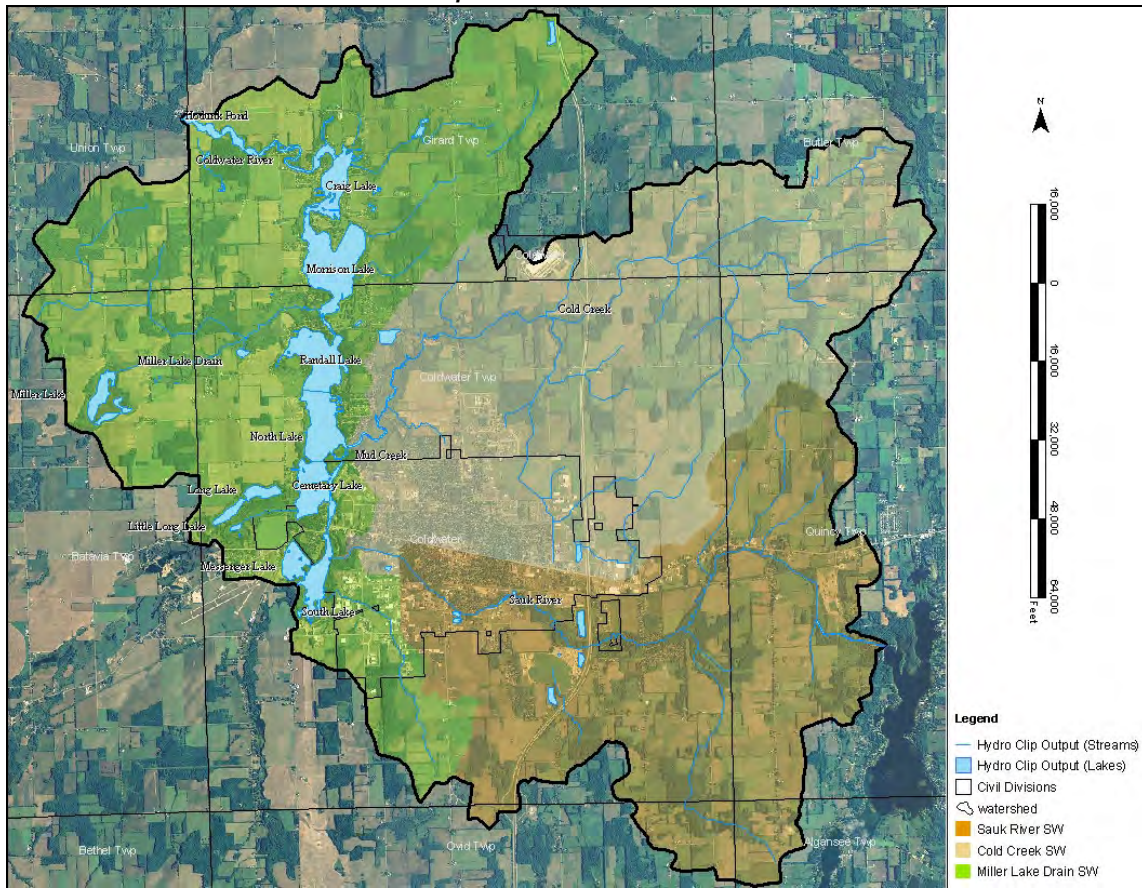 Hodunk Pond
Union Twp
Coldwater River
Girard Twp
Butler Twp
Craig Lake
Morrison Lake
Cold Creek
Miller Lake Drain
Randall Lake
Coldwater Twp
Miller Lake
North Lake
Mud Creek
Long Lake
Cemetary Lake
Little Long Lake
Coldwater
Quincy Twp
Batavia Twp
Messenger Lake
Sauk River
South Lake
Bethel Twp
Ovid Twp
Algansee Twp
N
16,000
0
16,000
32,000
48,000
64,000
Feet
Legend
Hydro Clip Output (Streams)
Hydro Clip Output (Lakes)
Civil Divisions
watershed
Sauk River SW
Cold Creek SW
Miller Lake Drain SW